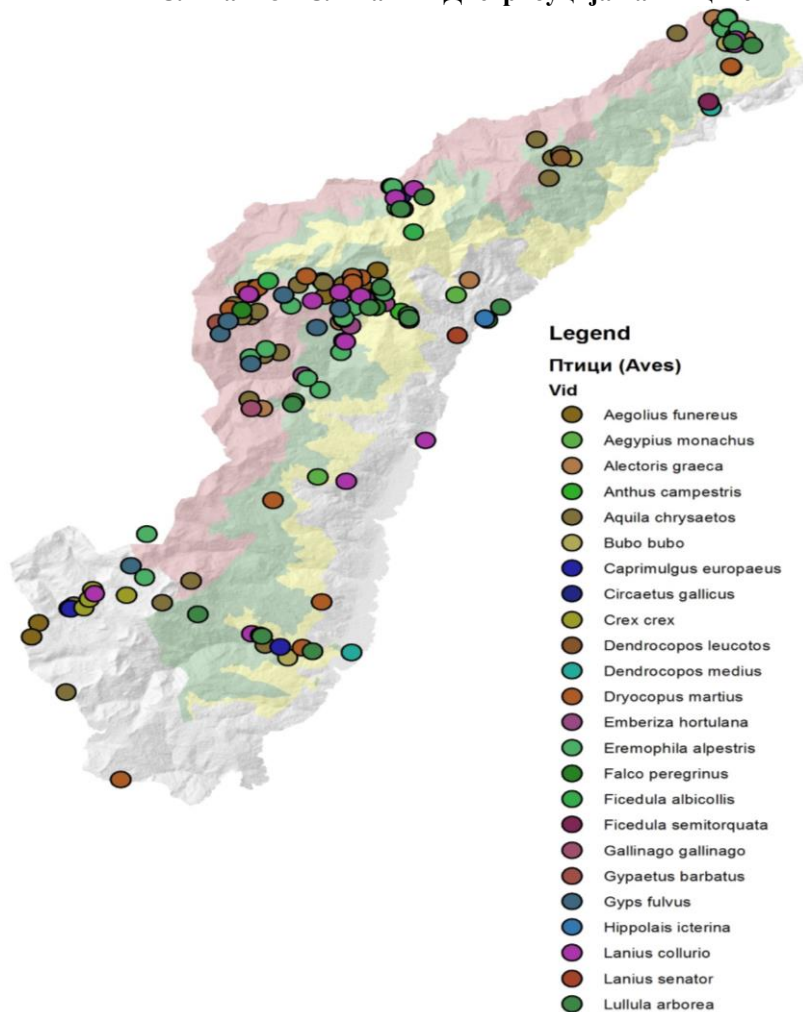 Legend
Птици (Aves)
Vid
Aegolius funereus
Aegypius monachus
Alectoris graeca
Anthus campestris
Aquila chrysaetos
Bubo bubo
Caprimulgus europaeus
Circaetus gallicus
Crex crex
Dendrocopos leucotos
Dendrocopos medius
Dryocopus martius
Emberiza hortulana
Eremophila alpestris
Falco peregrinus
Ficedula albicollis
Ficedula semitorquata
Gallinago gallinago
Gypaetus barbatus
Gyps fulvus
Hippolais icterina
Lanius collurio
Lanius senator
Lullula arborea